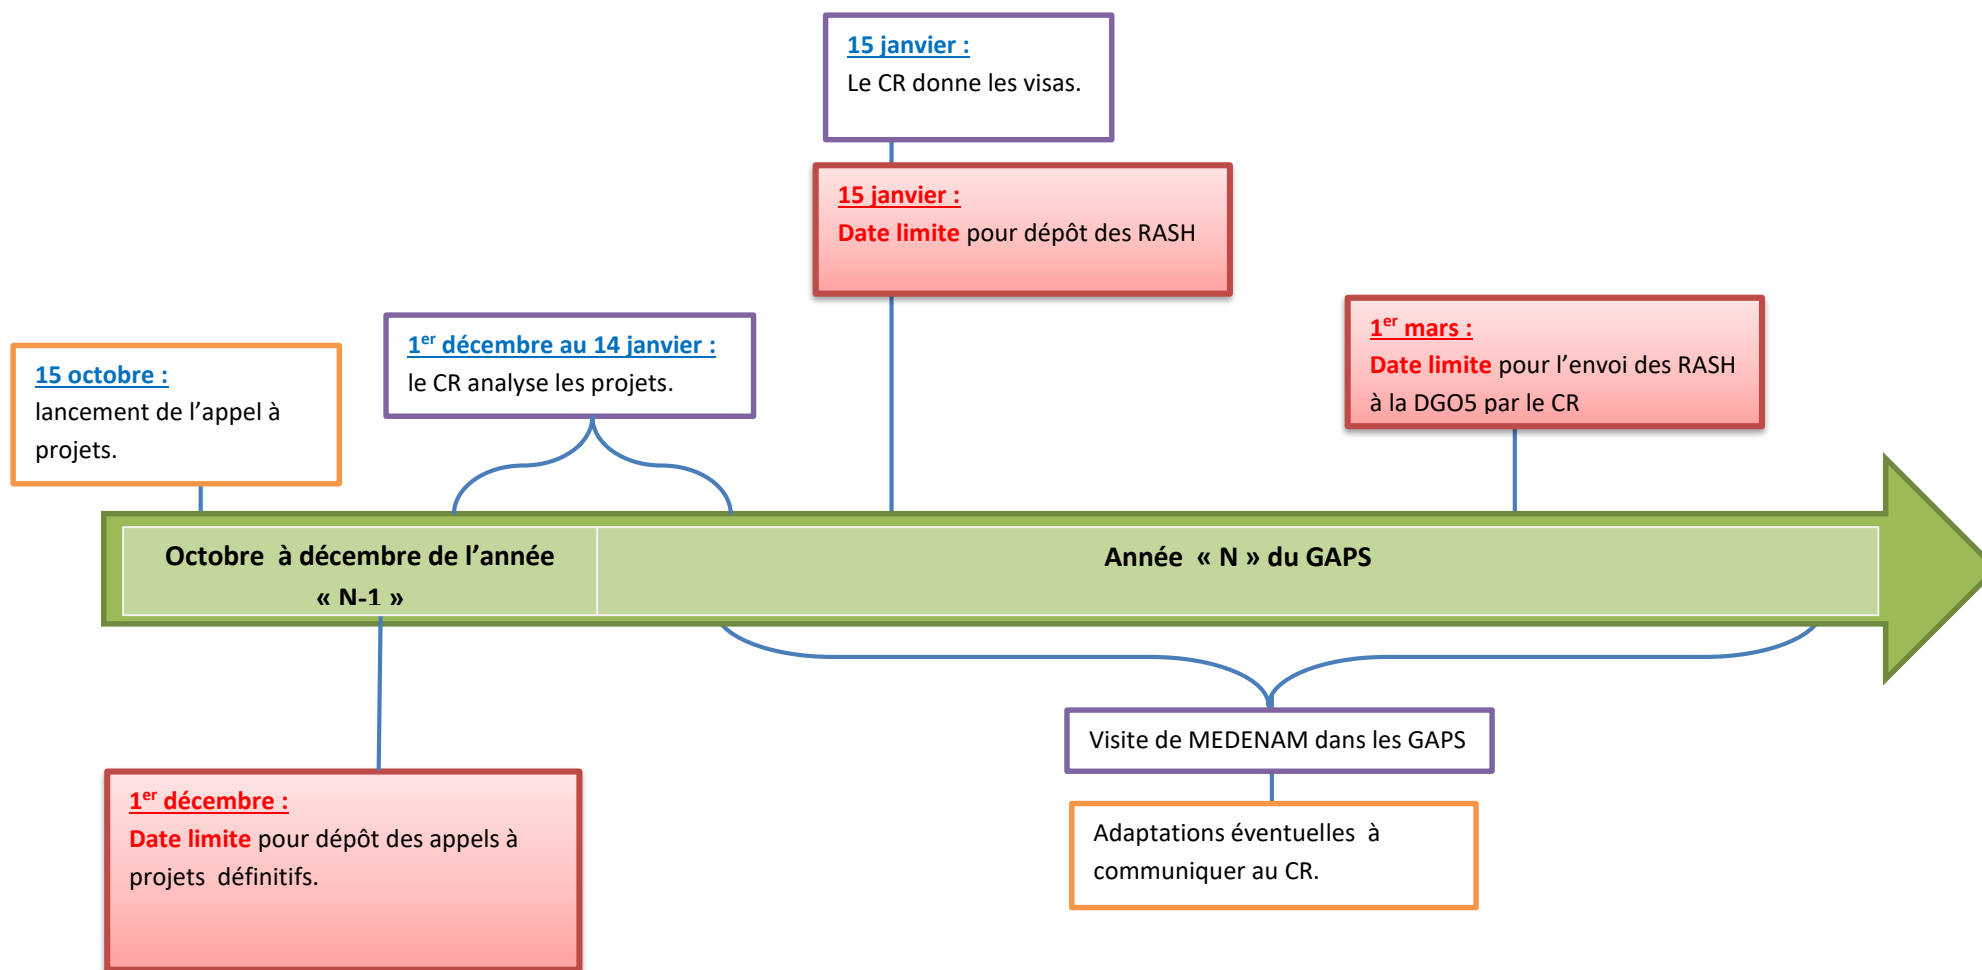 15 janvier :
Le CR donne les visas.
15 janvier :
Date limite pour dépôt des RASH
1er mars :
Date limite pour l’envoi des RASH
à la DGO5 par le CR
1er décembre au 14 janvier :
le CR analyse les projets.
15 octobre :
lancement de l’appel à
projets.
Octobre à décembre de l’année
« N-1 »
Année « N » du GAPS
Visite de MEDENAM dans les GAPS
Adaptations éventuelles à
communiquer au CR.
1er décembre :
Date limite pour dépôt des appels à
projets définitifs.